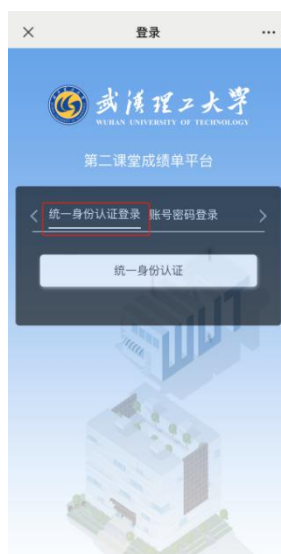 登录
武汉理工大学
WUHAN UNIVERSITY OF TECHNOLOGY
第二课堂成绩单平台
统一身份认证登录 账号密码登录
统一身份认证
WUT